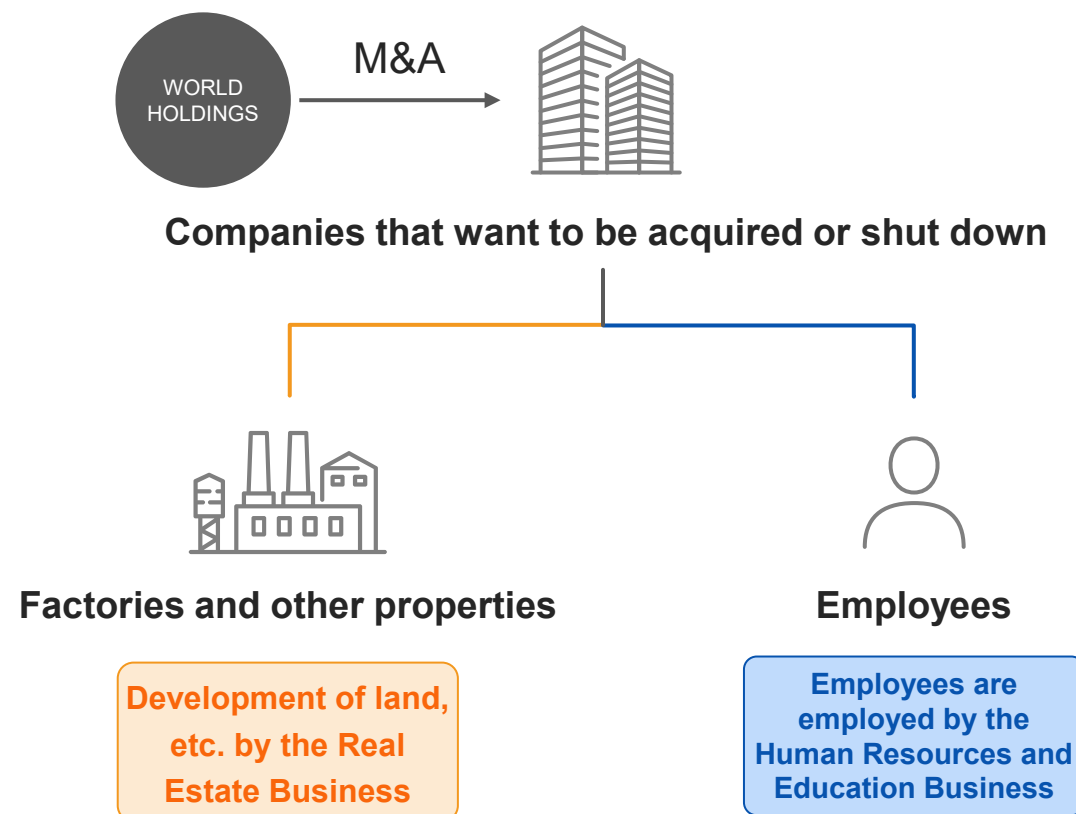 WORLD
HOLDINGS
M&A
Companies that want to be acquired or shut down
Factories and other properties
Employees
Development of land,
etc. by the Real
Estate Business
Employees are
employed by the
Human Resources and
Education Business